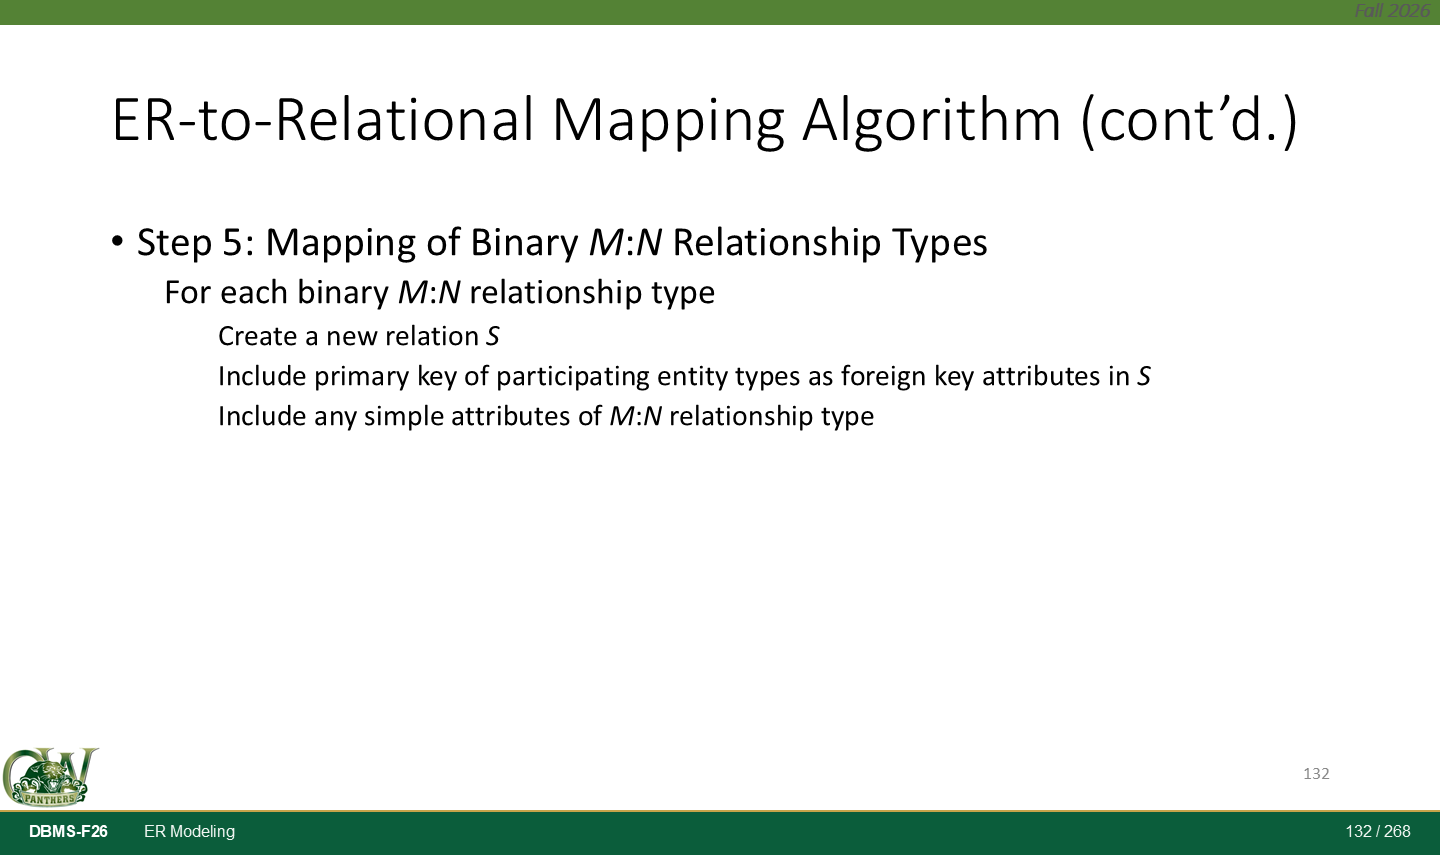 Fall 2026
ER-to-Relational Mapping Algorithm (cont’d.)
• Step 5: Mapping of Binary M:N Relationship Types
For each binary M:N relationship type
Create a new relation S
Include primary key of participating entity types as foreign key attributes in S
Include any simple attributes of M:N relationship type
OW
PANTHERS
132
DBMS-F26 ER Modeling 132 / 268